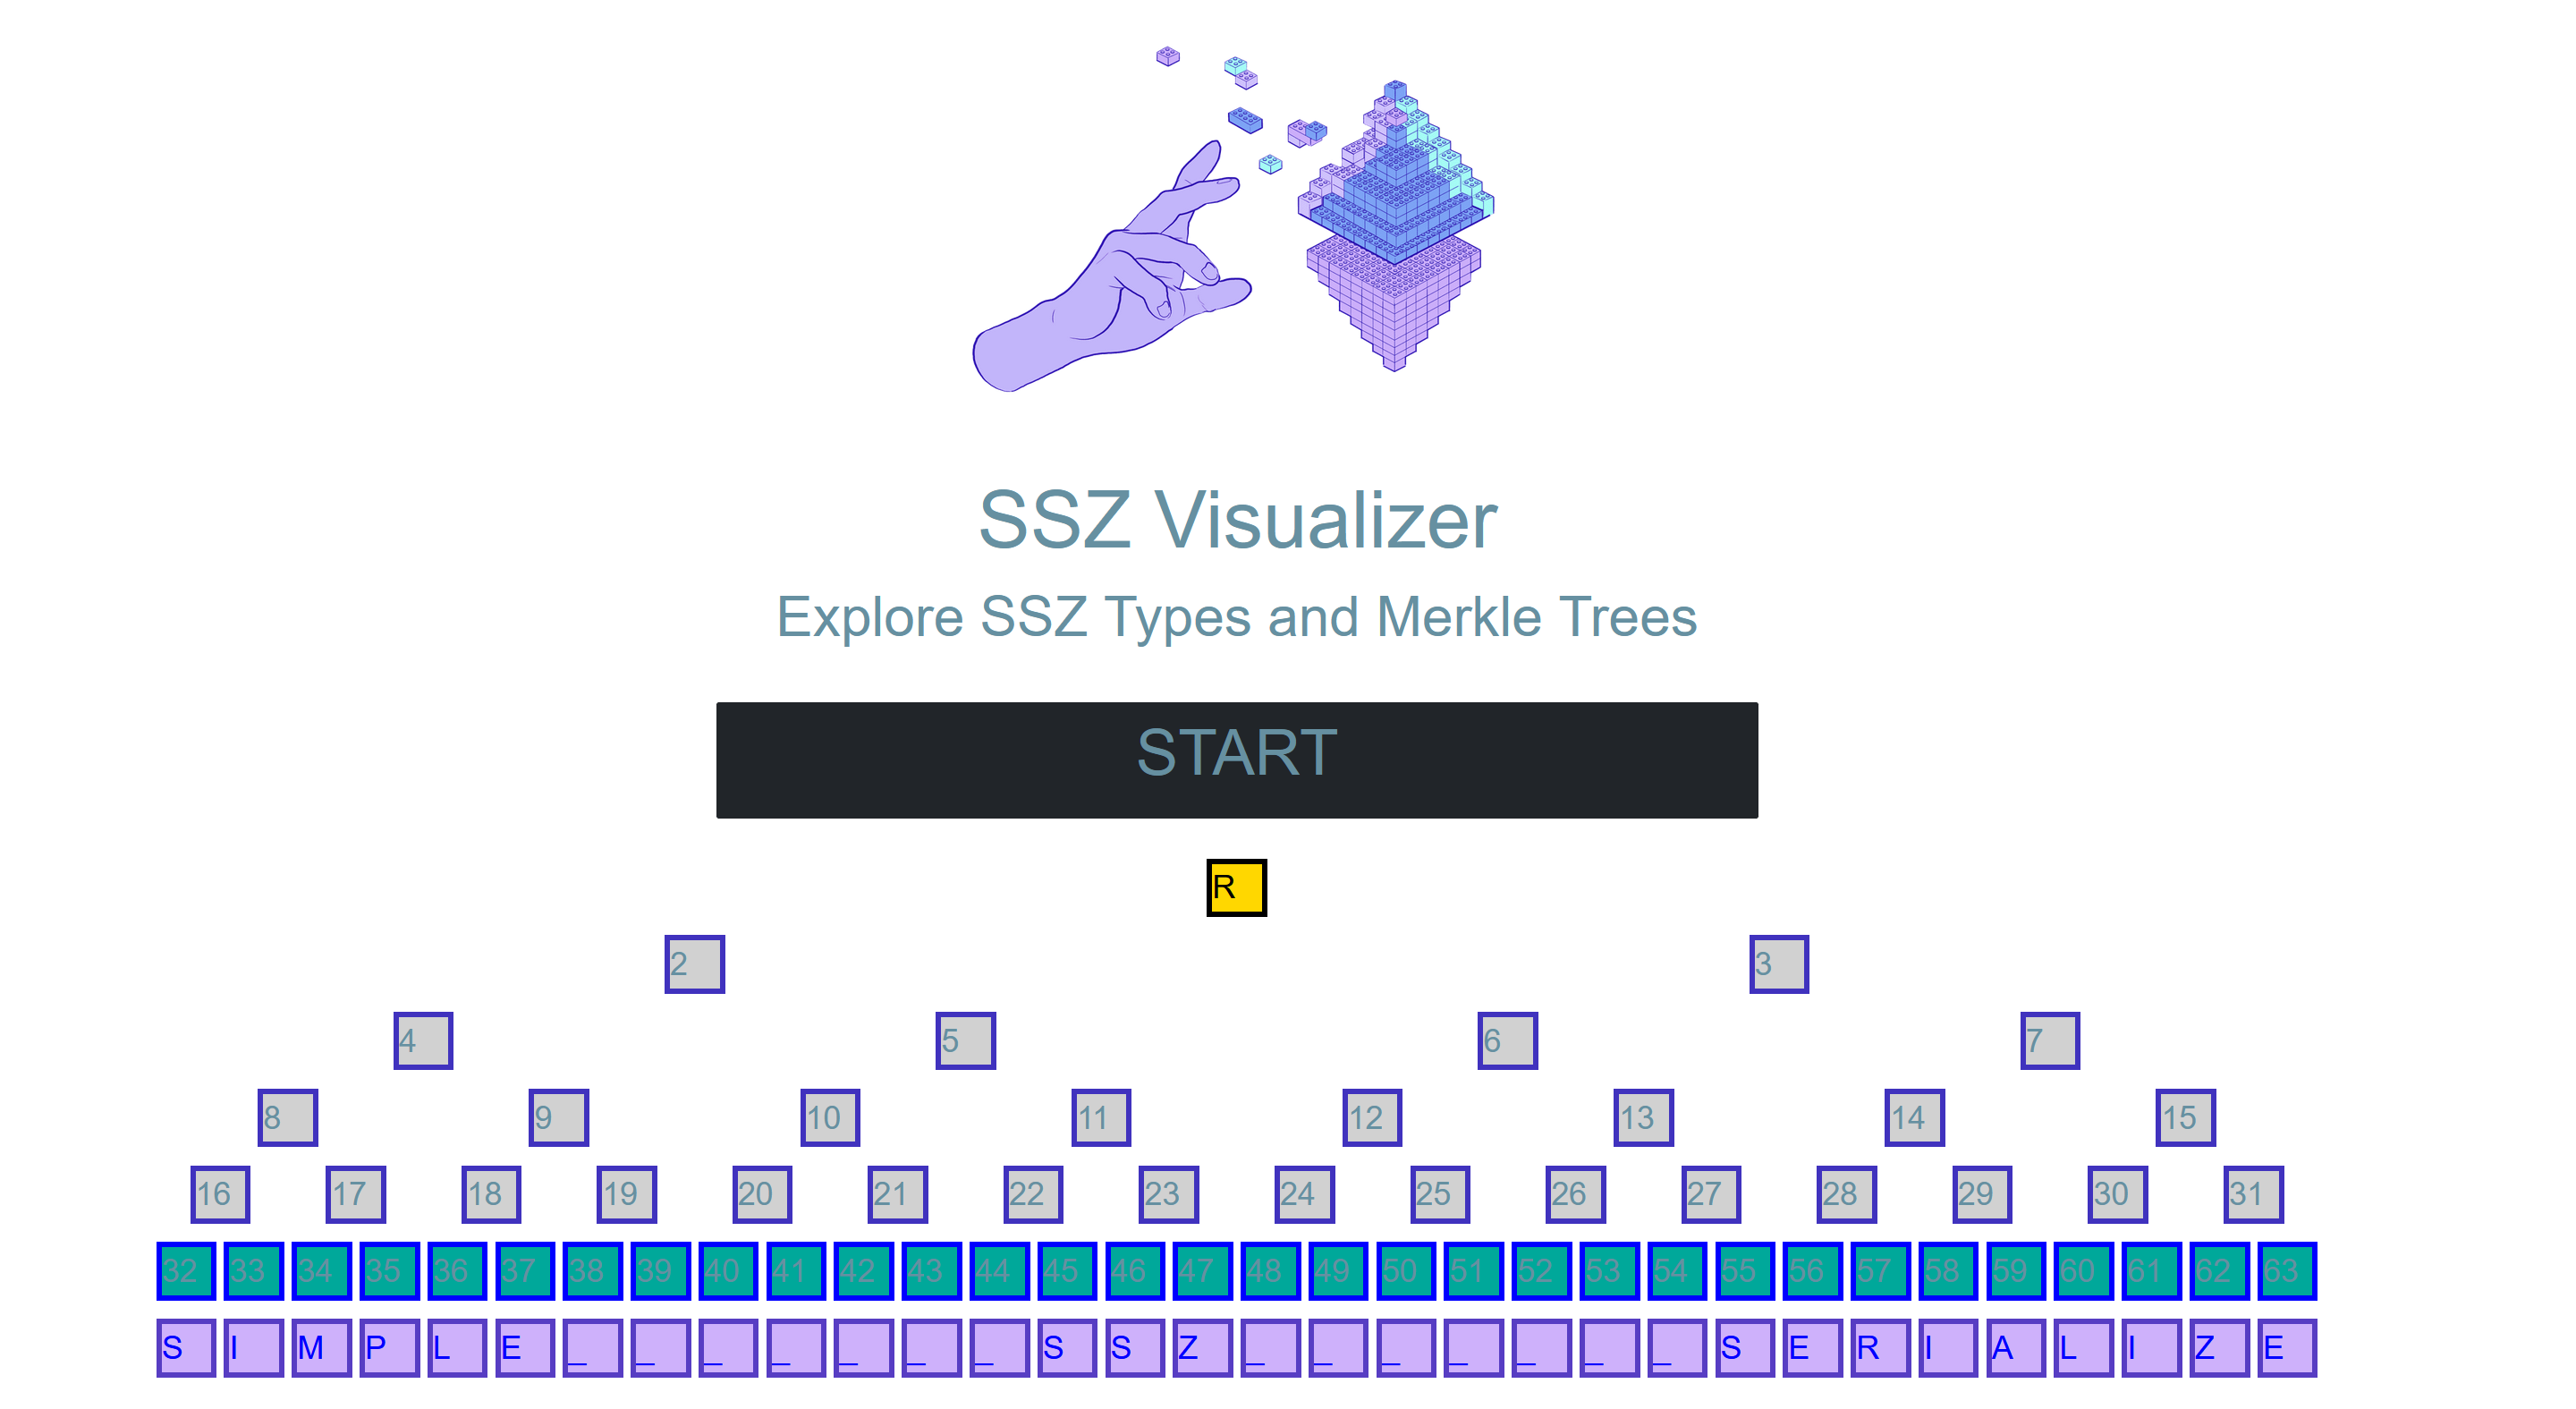 SSZ Visualizer
Explore SSZ Types and Merkle Trees
START
R
2 3
4 5 6 7
8 9 10 11 12 13 14 15
16 17 18 19 20 21 22 23 24 25 26 27 28 29 30 31
32 33 34 35 36 37 38 39 40 41 42 43 44 45 46 47 48 49 50 51 52 53 54 55 56 57 58 59 60 61 62 63
S I M P L E _ _ _ _ _ _ _ S S Z _ _ _ _ _ _ _ S E R I A L I Z E